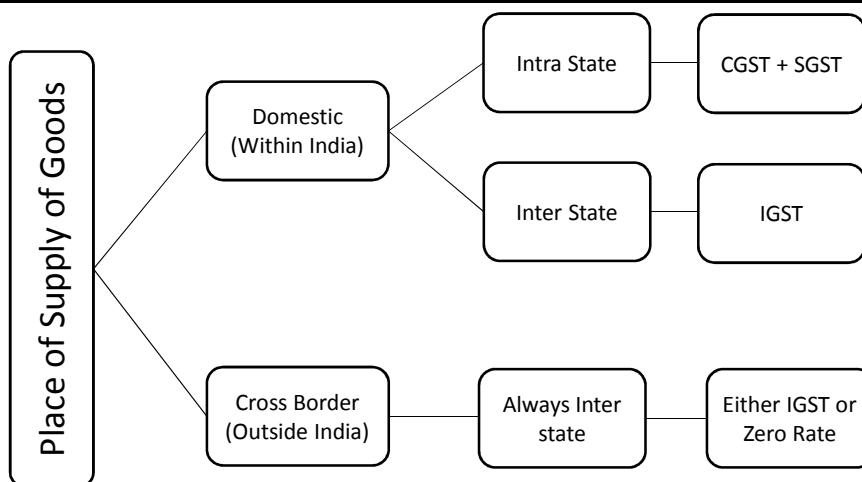 Place of Supply of Goods
Domestic
(Within India)
Intra State
CGST + SGST
Inter State
IGST
Cross Border
(Outside India)
Always Inter
state
Either IGST or
Zero Rate